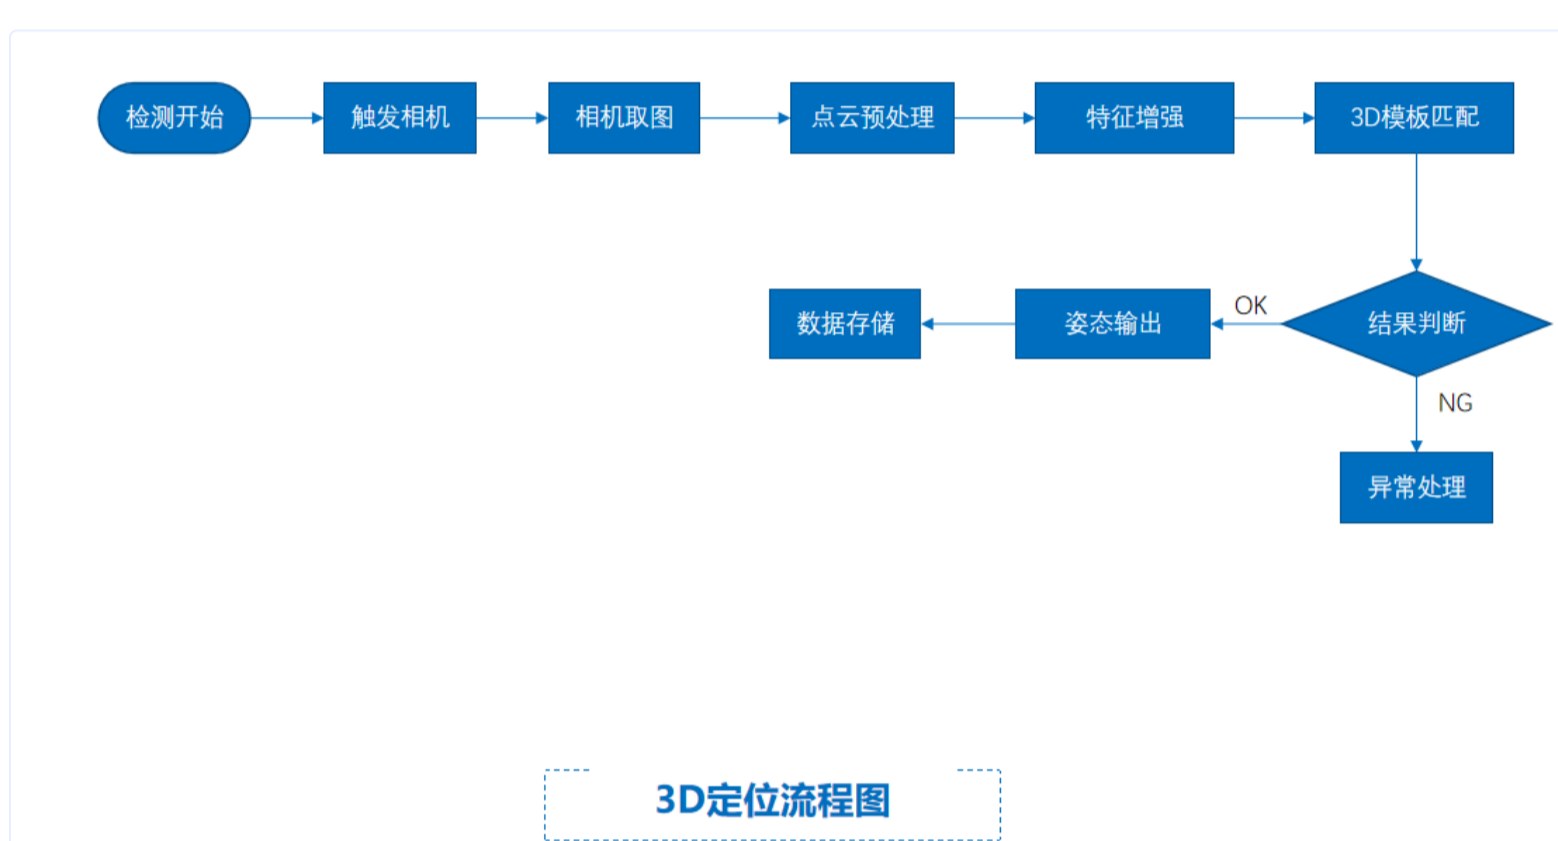 检测开始
触发相机
相机取图
点云预处理
特征增强
3D模板匹配
数据存储
姿态输出
OK
结果判断
NG
异常处理
3D定位流程图